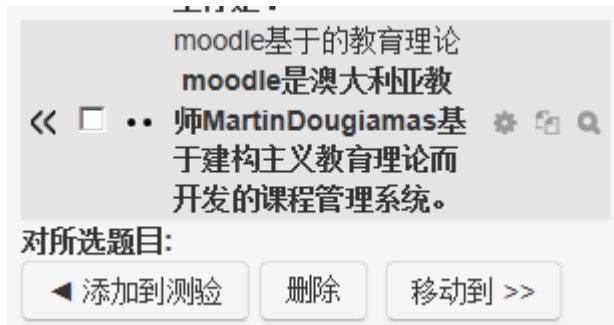 moodle基于的教育理论
moodle是澳大利亚教
« 师MartinDougiamas基
于建构主义教育理论而
开发的课程管理系统。
对所选题目:
◄ 添加到测验 删除 移动到 >>